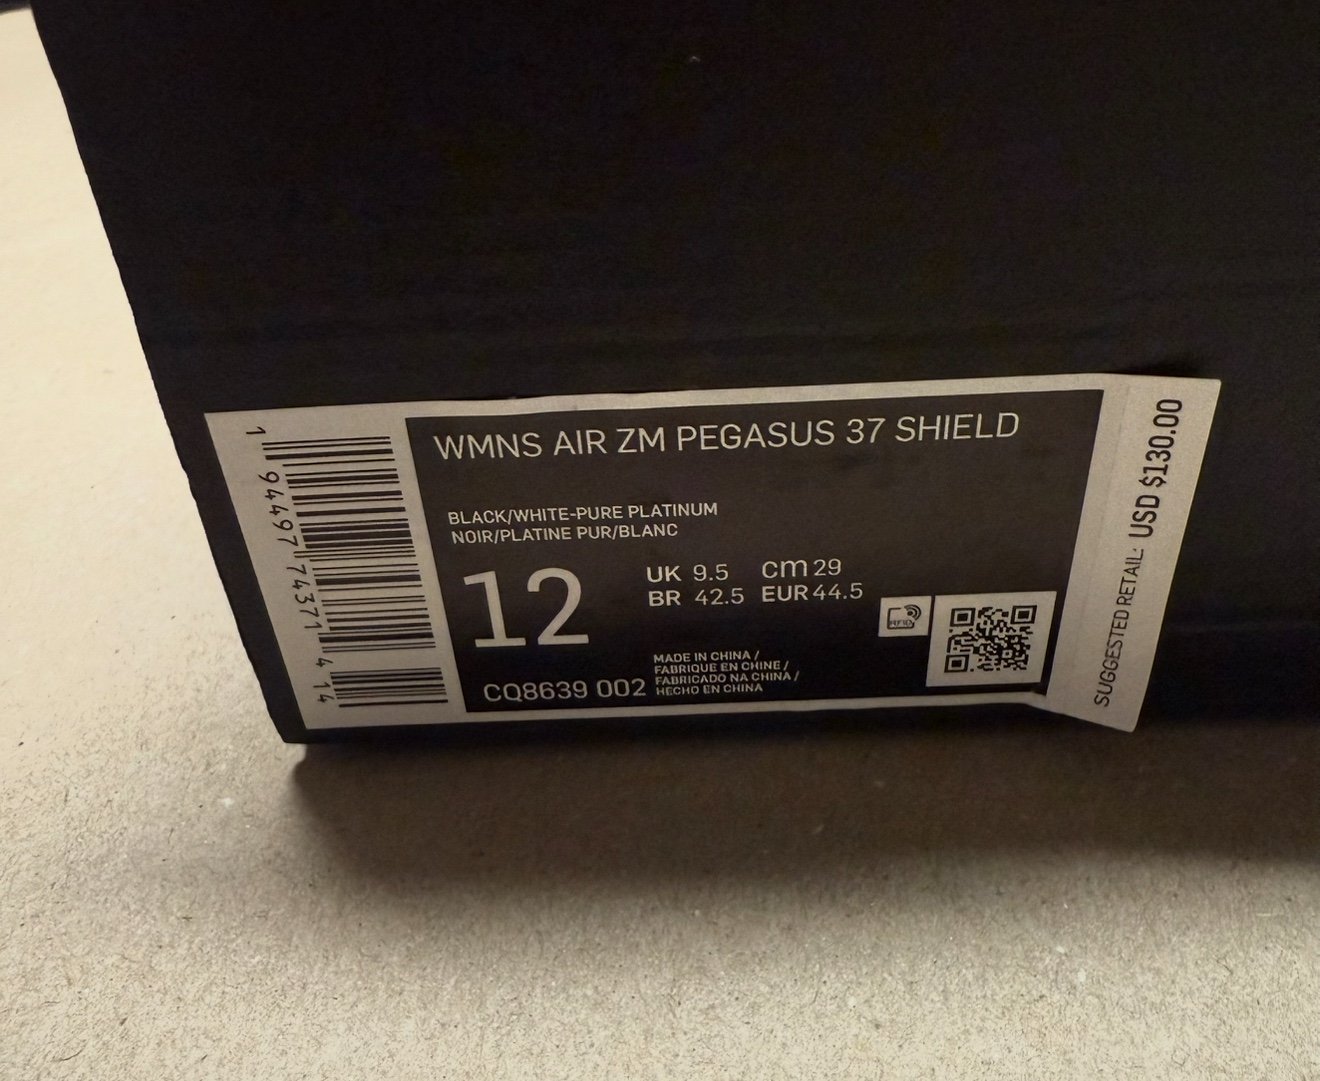 WMNS AIR ZM PEGASUS 37 SHIELD
BLACK/WHITE-PURE PLATINUM
NOIR/PLATINE PUR/BLANC
12
UK 9.5 cm 29
BR 42.5 EUR 44.5
MADE IN CHINA /
FABRIQUE EN CHINE /
FABRICADO NA CHINA /
HECHO EN CHINA
CQ8639 002
RFID
1 94497 74371 4 14
SUGGESTED RETAIL: USD $130.00